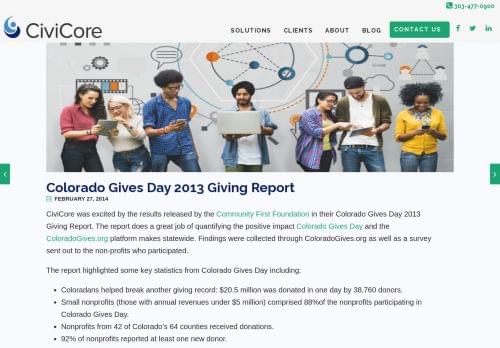 303-477-0900
CiviCore
SOLUTIONS CLIENTS ABOUT BLOG CONTACT US
Colorado Gives Day 2013 Giving Report
FEBRUARY 27, 2014
CiviCore was excited by the results released by the Community First Foundation in their Colorado Gives Day 2013
Giving Report. The report does a great job of quantifying the positive impact Colorado Gives Day and the
ColoradoGives.org platform makes statewide. Findings were collected through ColoradoGives.org as well as a survey
sent out to the non-profits who participated.
The report highlighted some key statistics from Colorado Gives Day including:
Coloradans helped break another giving record: $20.5 million was donated in one day by 38,760 donors.
Small nonprofits (those with annual revenues under $5 million) comprised 88%of the nonprofits participating in
Colorado Gives Day.
Nonprofits from 42 of Colorado's 64 counties received donations.
92% of nonprofits reported at least one new donor.